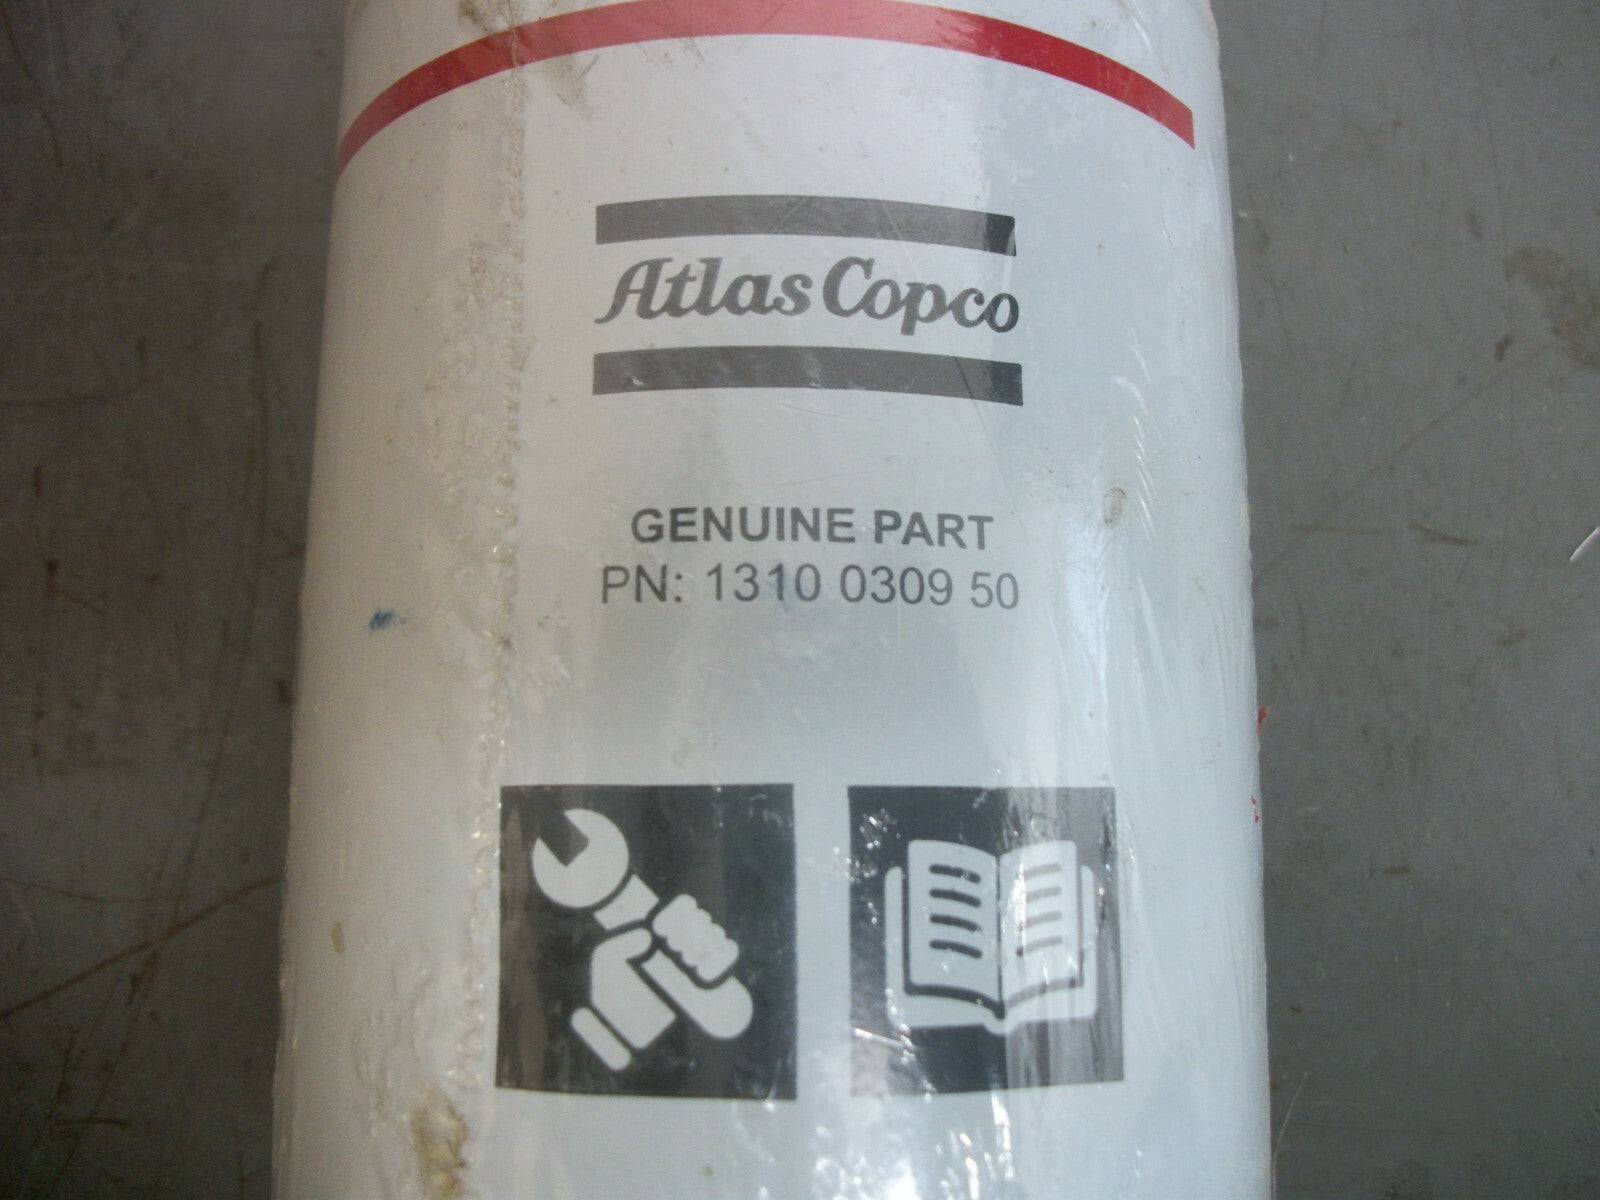 Atlas Copco
GENUINE PART
PN: 1310 0309 50